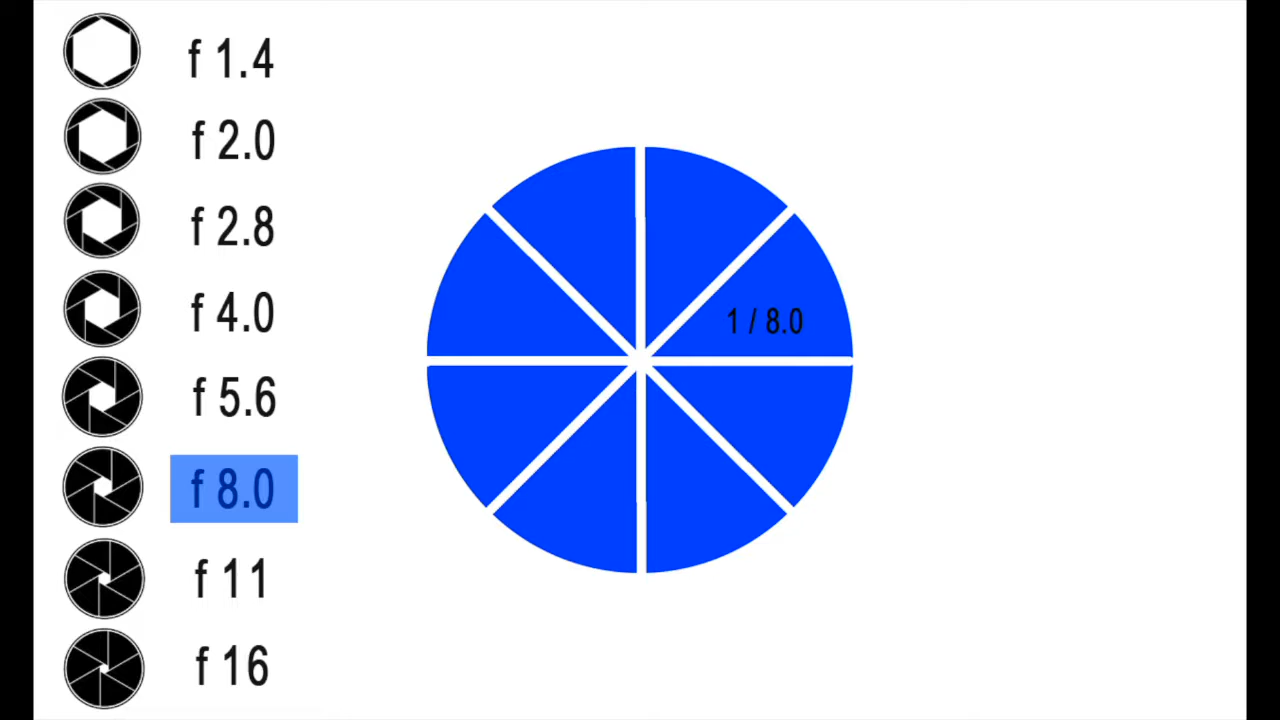 f 1.4
f 2.0
f 2.8
f 4.0
f 5.6
f 8.0
f 11
f 16
1 / 8.0